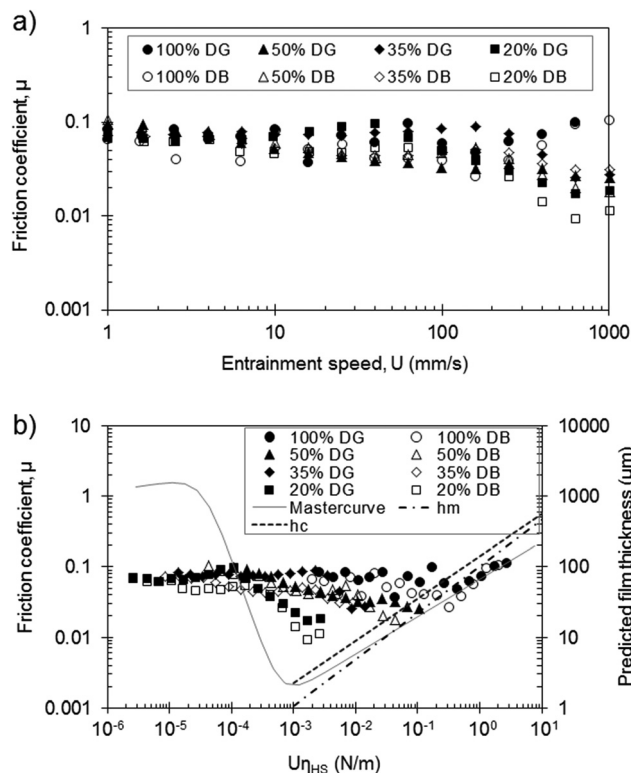 a)
1
0.1
0.01
0.001
Friction coefficient, μ
100% DG 50% DG 35% DG 20% DG
100% DB 50% DB 35% DB 20% DB
1 10 100 1000
Entrainment speed, U (mm/s)
b)
10
1
0.1
0.01
0.001
Friction coefficient, μ
100% DG 100% DB
50% DG 50% DB
35% DG 35% DB
20% DG 20% DB
Mastercurve hm
hc
10000
1000
100
10
1
Predicted film thickness (um)
10⁻⁶ 10⁻⁵ 10⁻⁴ 10⁻³ 10⁻² 10⁻¹ 10⁰ 10¹
UηHS (N/m)